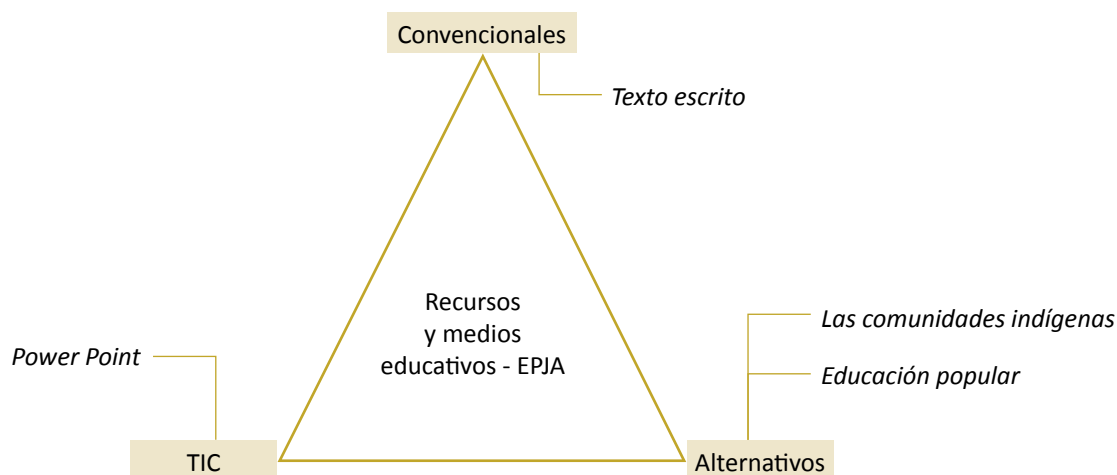 Convencionales
Texto escrito
Recursos
y medios
educativos - EPJA
Las comunidades indígenas
Power Point
Educación popular
TIC
Alternativos